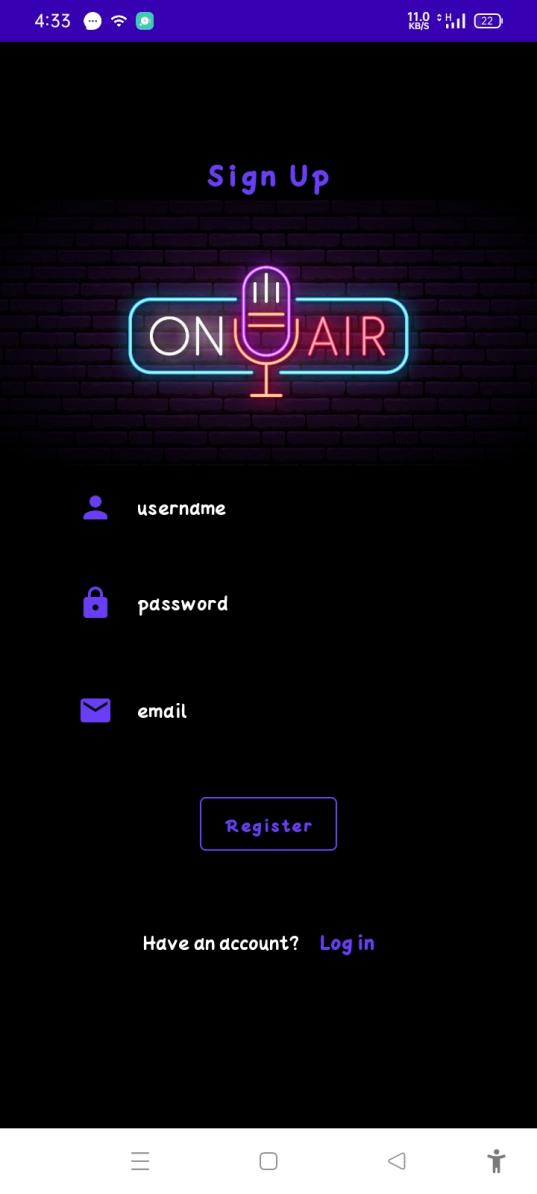 4:33 11.0 KB/S H 22
Sign Up
ON AIR
username
password
email
Register
Have an account? Log in